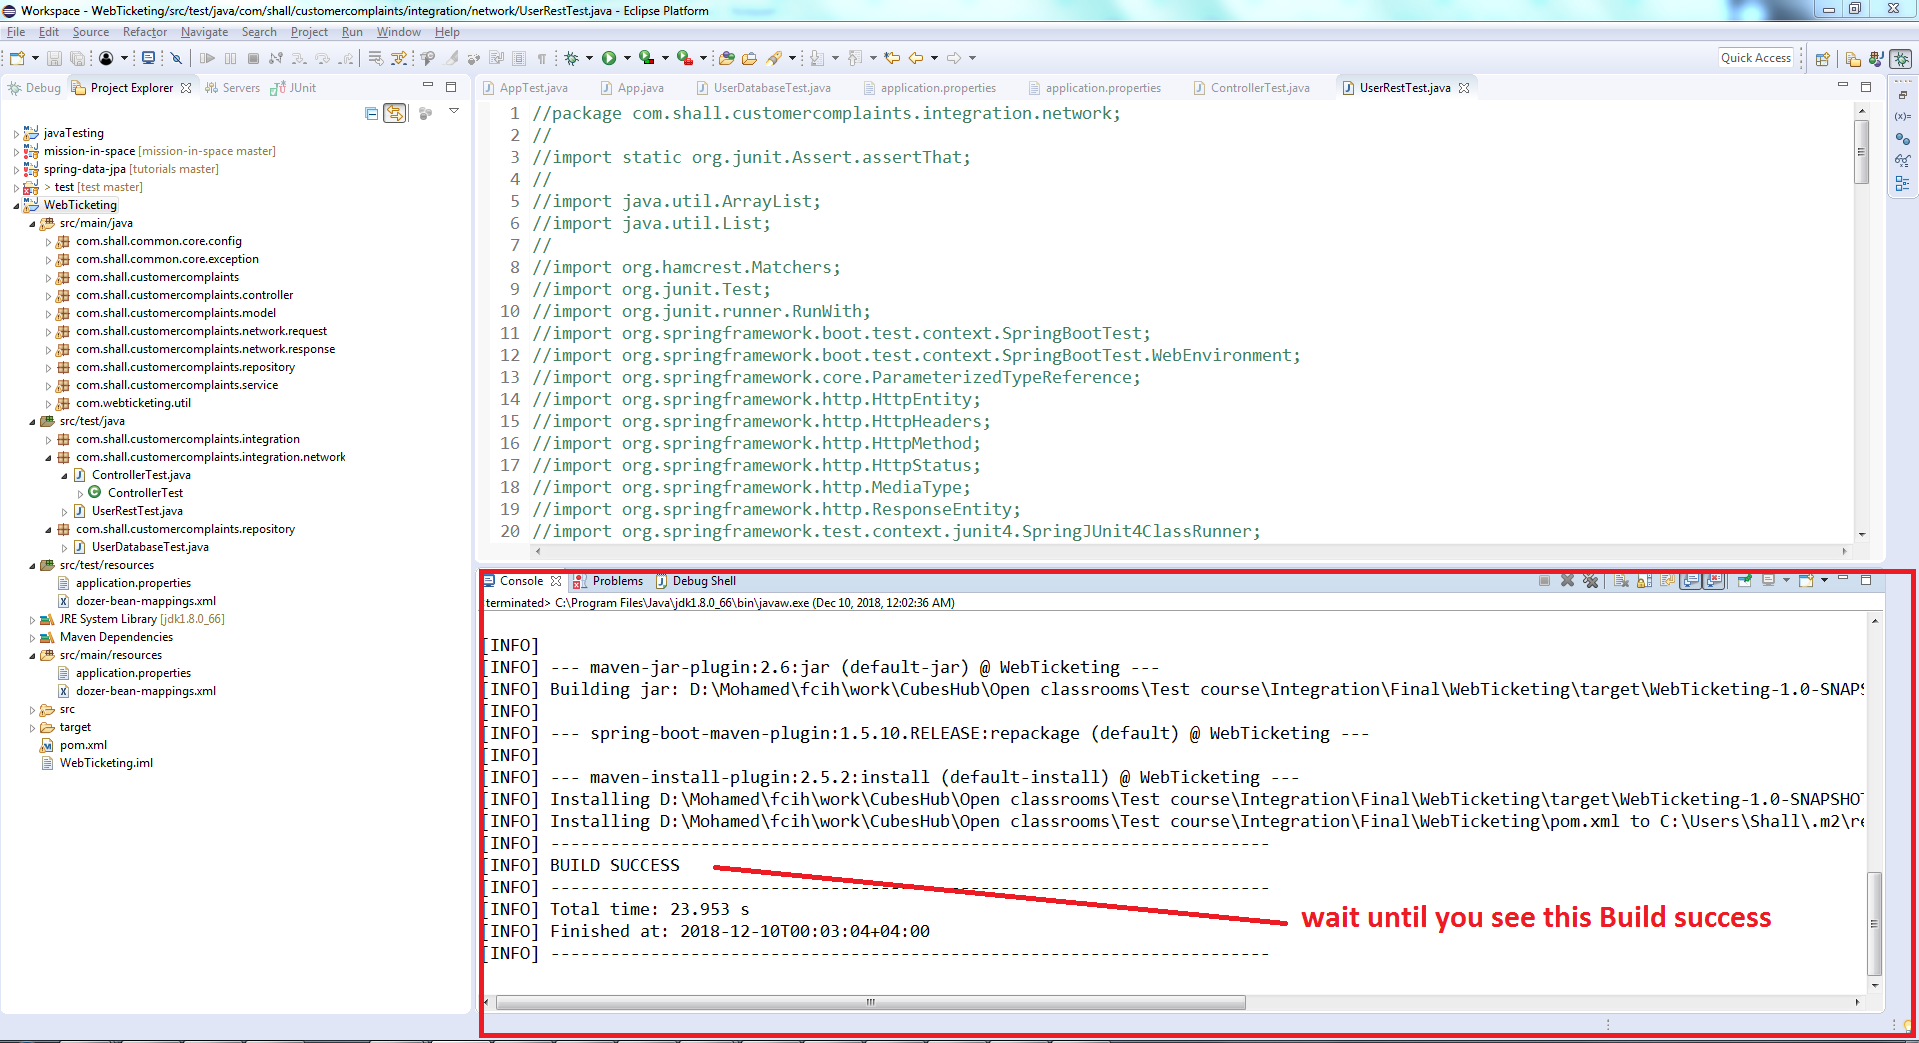 Workspace - WebTicketing/src/test/java/com/shall/customercomplaints/integration/network/UserRestTest.java - Eclipse Platform
File Edit Source Refactor Navigate Search Project Run Window Help
Quick Access
Debug Project Explorer Servers JUnit
javaTesting
mission-in-space [mission-in-space master]
spring-data-jpa [tutorials master]
> test [test master]
WebTicketing
src/main/java
com.shall.common.core.config
com.shall.common.core.exception
com.shall.customercomplaints
com.shall.customercomplaints.controller
com.shall.customercomplaints.model
com.shall.customercomplaints.network.request
com.shall.customercomplaints.network.response
com.shall.customercomplaints.repository
com.shall.customercomplaints.service
com.webticketing.util
src/test/java
com.shall.customercomplaints.integration
com.shall.customercomplaints.integration.network
ControllerTest.java
ControllerTest
UserRestTest.java
com.shall.customercomplaints.repository
UserDatabaseTest.java
src/test/resources
application.properties
dozer-bean-mappings.xml
JRE System Library [jdk1.8.0_66]
Maven Dependencies
src/main/resources
application.properties
dozer-bean-mappings.xml
src
target
pom.xml
WebTicketing.iml
AppTest.java App.java UserDatabaseTest.java application.properties application.properties ControllerTest.java UserRestTest.java
1 //package com.shall.customercomplaints.integration.network;
2 //
3 //import static org.junit.Assert.assertThat;
4 //
5 //import java.util.ArrayList;
6 //import java.util.List;
7 //
8 //import org.hamcrest.Matchers;
9 //import org.junit.Test;
10 //import org.junit.runner.RunWith;
11 //import org.springframework.boot.test.context.SpringBootTest;
12 //import org.springframework.boot.test.context.SpringBootTest.WebEnvironment;
13 //import org.springframework.core.ParameterizedTypeReference;
14 //import org.springframework.http.HttpEntity;
15 //import org.springframework.http.HttpHeaders;
16 //import org.springframework.http.HttpMethod;
17 //import org.springframework.http.HttpStatus;
18 //import org.springframework.http.MediaType;
19 //import org.springframework.http.ResponseEntity;
20 //import org.springframework.test.context.junit4.SpringJUnit4ClassRunner;
(x)=
Console Problems Debug Shell
terminated> C:\Program Files\Java\jdk1.8.0_66\bin\javaw.exe (Dec 10, 2018, 12:02:36 AM)
[INFO]
[INFO] --- maven-jar-plugin:2.6:jar (default-jar) @ WebTicketing ---
[INFO] Building jar: D:\Mohamed\fcih\work\CubesHub\Open classrooms\Test course\Integration\Final\WebTicketing\target\WebTicketing-1.0-SNAPS
[INFO]
[INFO] --- spring-boot-maven-plugin:1.5.10.RELEASE:repackage (default) @ WebTicketing ---
[INFO]
[INFO] --- maven-install-plugin:2.5.2:install (default-install) @ WebTicketing ---
[INFO] Installing D:\Mohamed\fcih\work\CubesHub\Open classrooms\Test course\Integration\Final\WebTicketing\target\WebTicketing-1.0-SNAPSHOT
[INFO] Installing D:\Mohamed\fcih\work\CubesHub\Open classrooms\Test course\Integration\Final\WebTicketing\pom.xml to C:\Users\Shall\.m2\re
[INFO] ------------------------------------------------------------------------
[INFO] BUILD SUCCESS
[INFO] ------------------------------------------------------------------------
[INFO] Total time: 23.953 s
[INFO] Finished at: 2018-12-10T00:03:04+04:00
[INFO] ------------------------------------------------------------------------
wait until you see this Build success